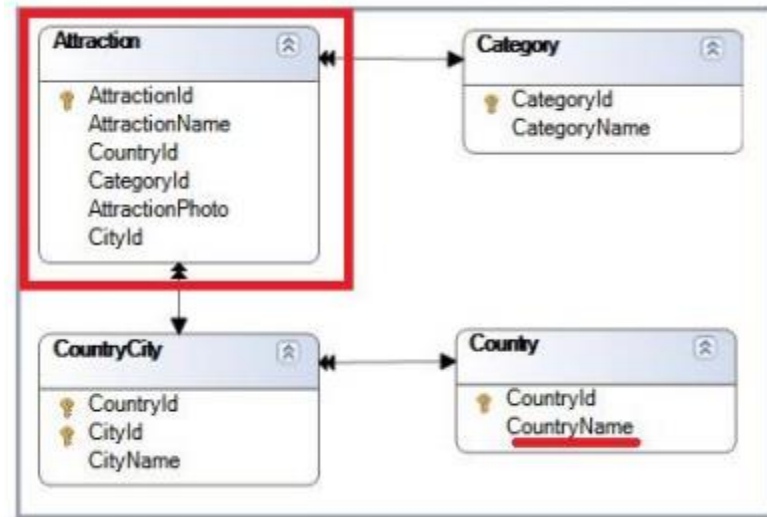 Attraction
AttractionId
AttractionName
CountryId
CategoryId
AttractionPhoto
CityId
Category
CategoryId
CategoryName
CountryCity
CountryId
CityId
CityName
Country
CountryId
CountryName